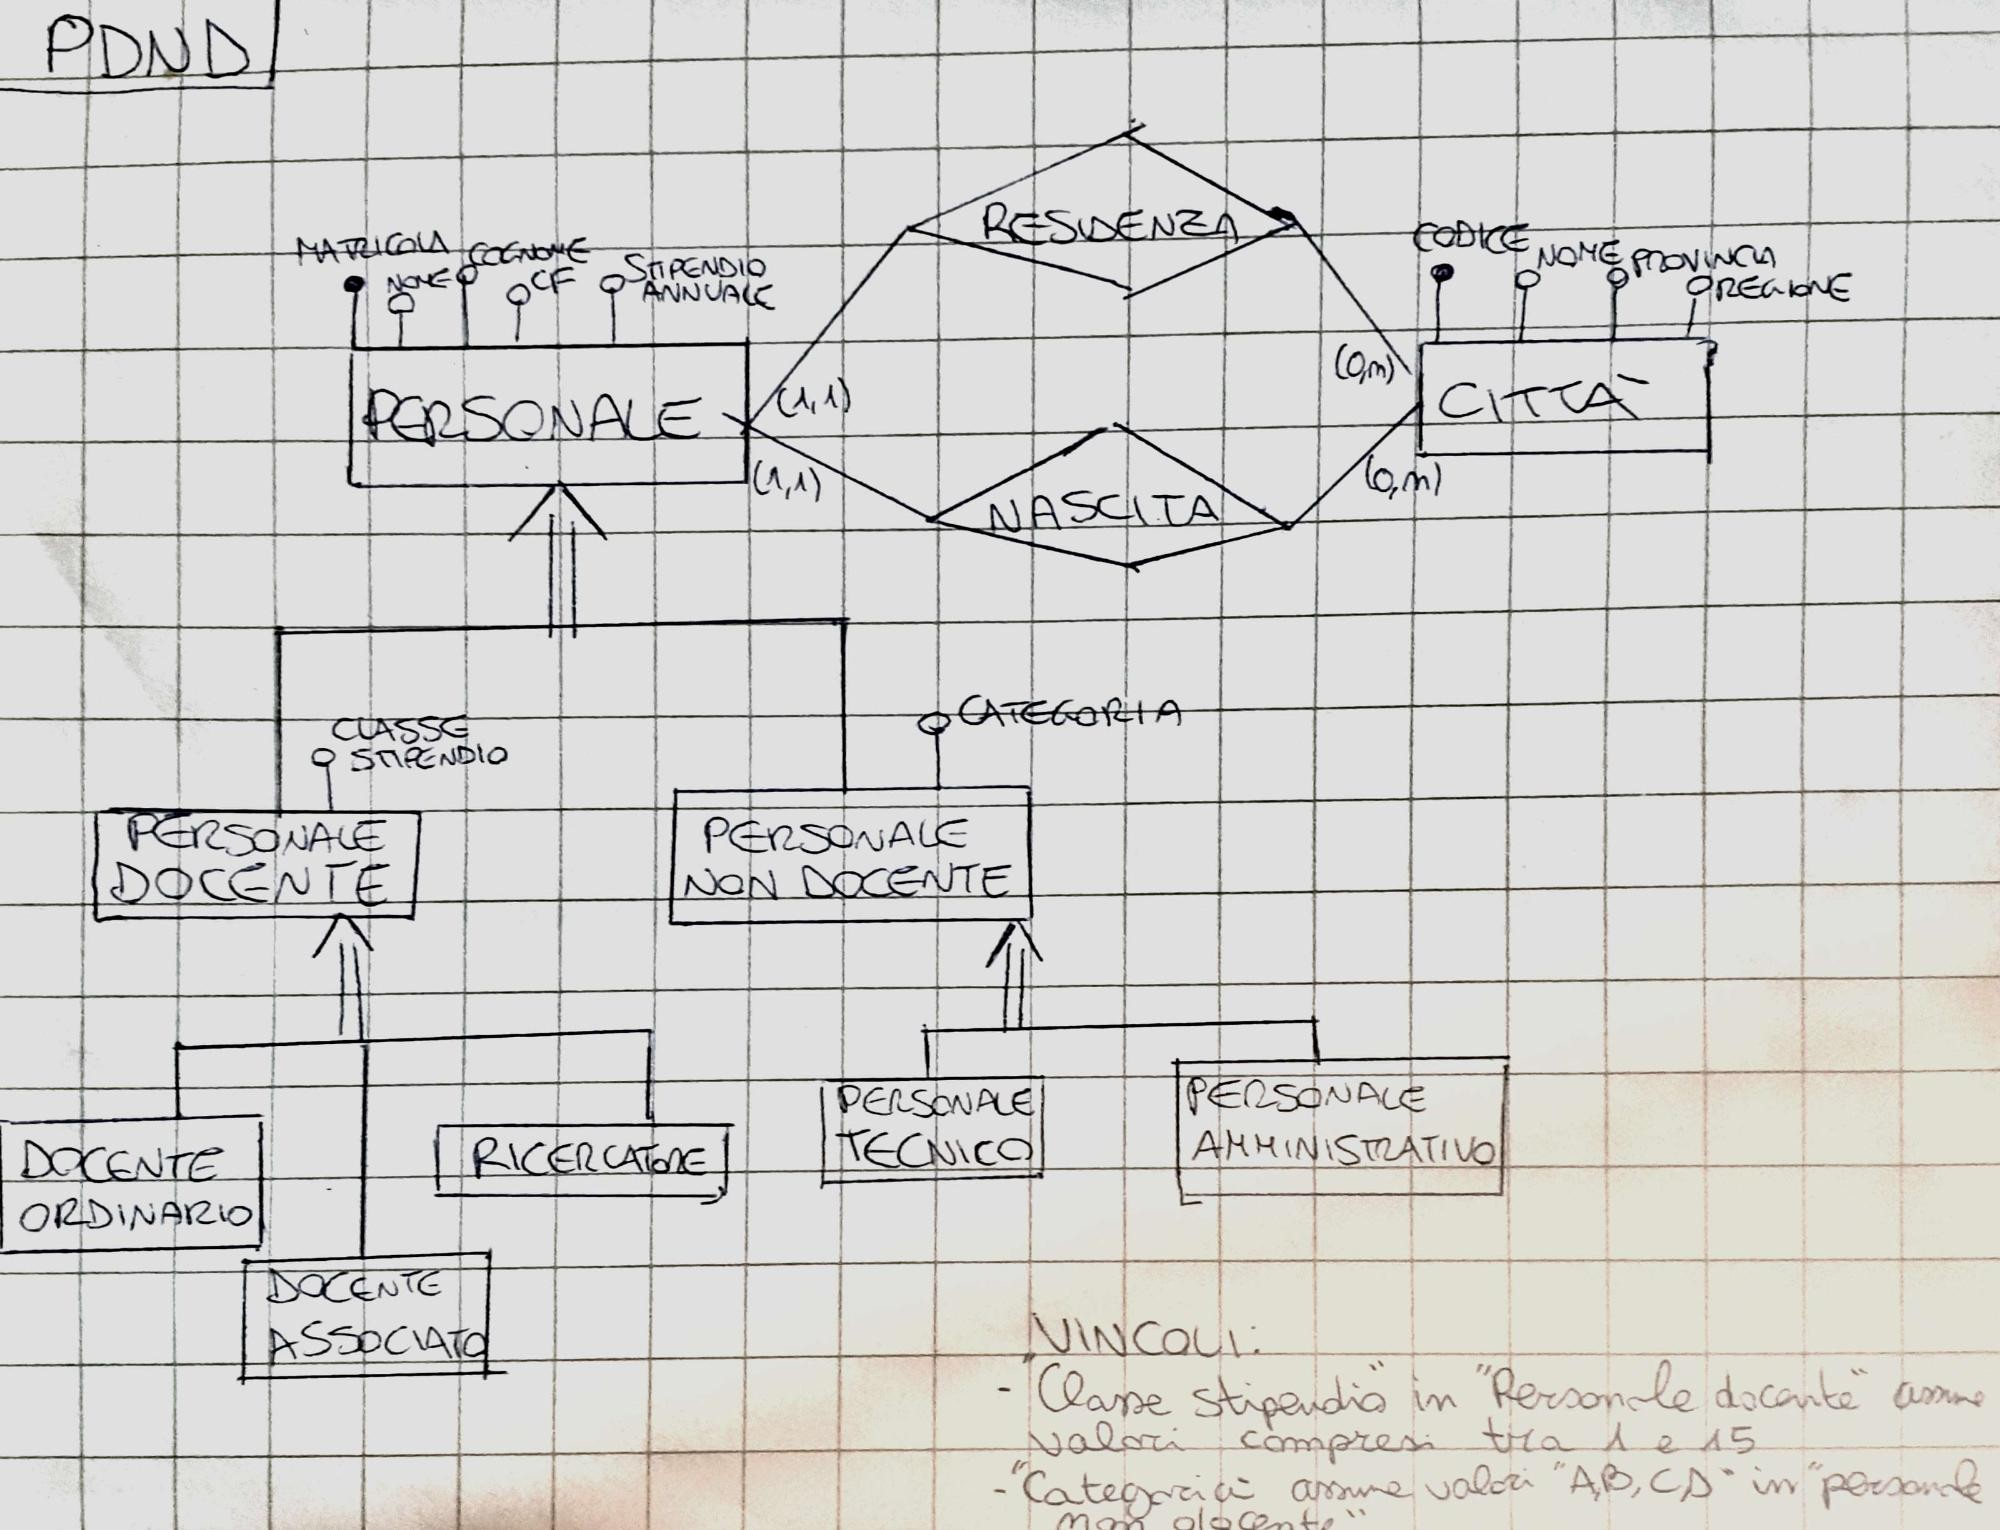 PDND
RESIDENZA
MATRICOLA
NOME
COGNOME
CF
STIPENDIO
ANNUALE
CODICE
NOME
PROVINCIA
REGIONE
PERSONALE
(1,1)
(0,n)
CITTÀ
(1,1)
(0,n)
NASCITA
CLASSE
STIPENDIO
CATEGORIA
PERSONALE
DOCENTE
PERSONALE
NON DOCENTE
DOCENTE
ORDINARIO
RICERCATORE
PERSONALE
TECNICO
PERSONALE
AMMINISTRATIVO
DOCENTE
ASSOCIATO
VINCOLI:
- "Classe stipendio" in "Personale docente" assume
valori compresi tra 1 e 15
- "Categoria" assume valori "A,B,C,D" in "personale
non docente"